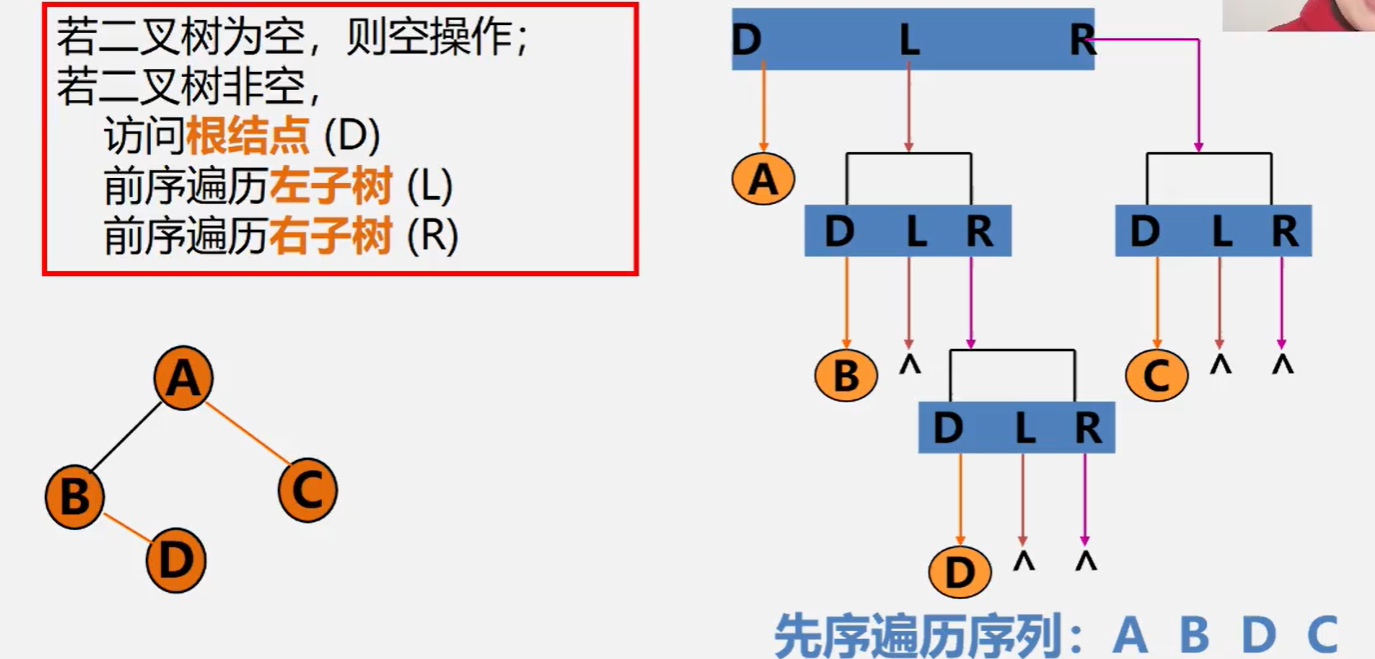 若二叉树为空，则空操作；
若二叉树非空，
访问根结点 (D)
前序遍历左子树 (L)
前序遍历右子树 (R)
A
B
C
D
D L R
A
D L R
D L R
B ^ ^
C ^ ^
D L R
D ^ ^
先序遍历序列：A B D C